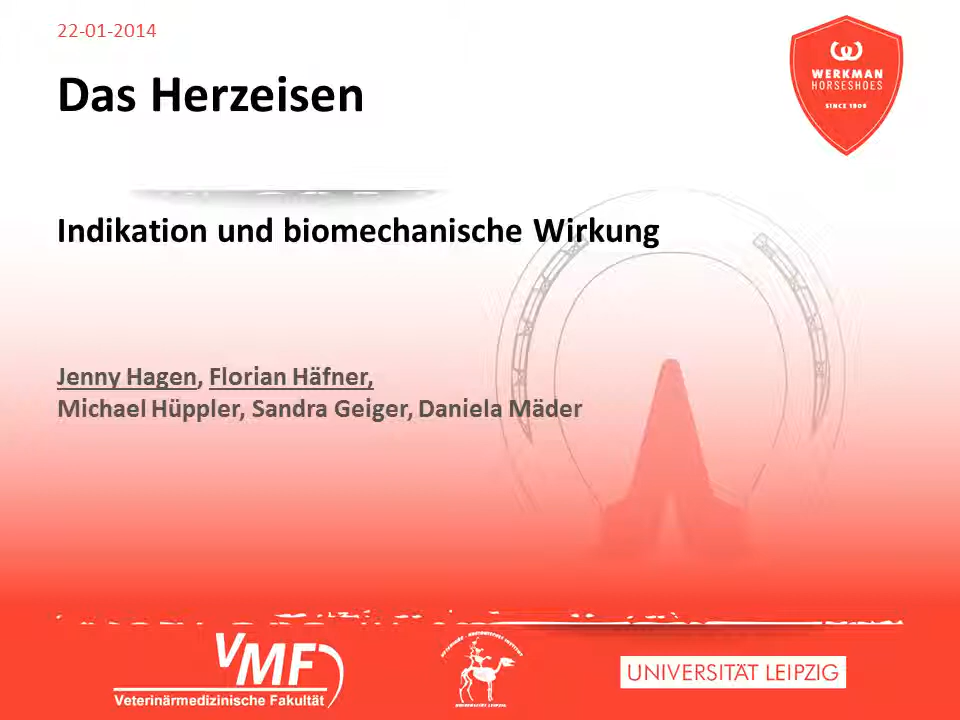 22-01-2014
Das Herzeisen
WERKMAN
HORSESHOES
SINCE 1906
Indikation und biomechanische Wirkung
Jenny Hagen, Florian Häfner,
Michael Hüppler, Sandra Geiger, Daniela Mäder
VMF
Veterinärmedizinische Fakultät
UNIVERSITÄT LEIPZIG